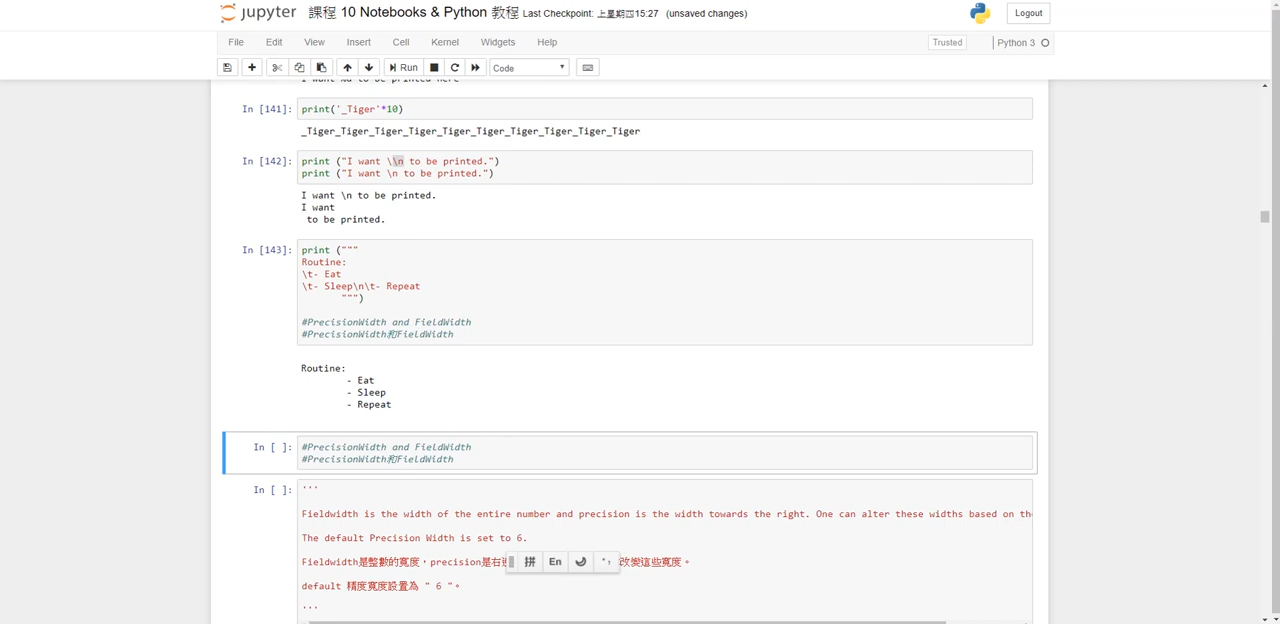 jupyter 課程 10 Notebooks & Python 教程 Last Checkpoint: 上星期四15:27 (unsaved changes)
Logout
File Edit View Insert Cell Kernel Widgets Help
Trusted
Python 3
Run
Code
I want %d to be printed here
In [141]: print('_Tiger'*10)
_Tiger_Tiger_Tiger_Tiger_Tiger_Tiger_Tiger_Tiger_Tiger_Tiger
In [142]: print ("I want \\n to be printed.")
print ("I want \n to be printed.")
I want \n to be printed.
I want
to be printed.
In [143]: print ("""
Routine:
\t- Eat
\t- Sleep\n\t- Repeat
""")
#PrecisionWidth and FieldWidth
#PrecisionWidth和FieldWidth
Routine:
- Eat
- Sleep
- Repeat
In [ ]: #PrecisionWidth and FieldWidth
#PrecisionWidth和FieldWidth
In [ ]: '''
Fieldwidth is the width of the entire number and precision is the width towards the right. One can alter these widths based on th
The default Precision Width is set to 6.
Fieldwidth是整數的寬度，precision是右 拼 En 改變這些寬度。
default 精度寬度設置為 " 6 "。
'''